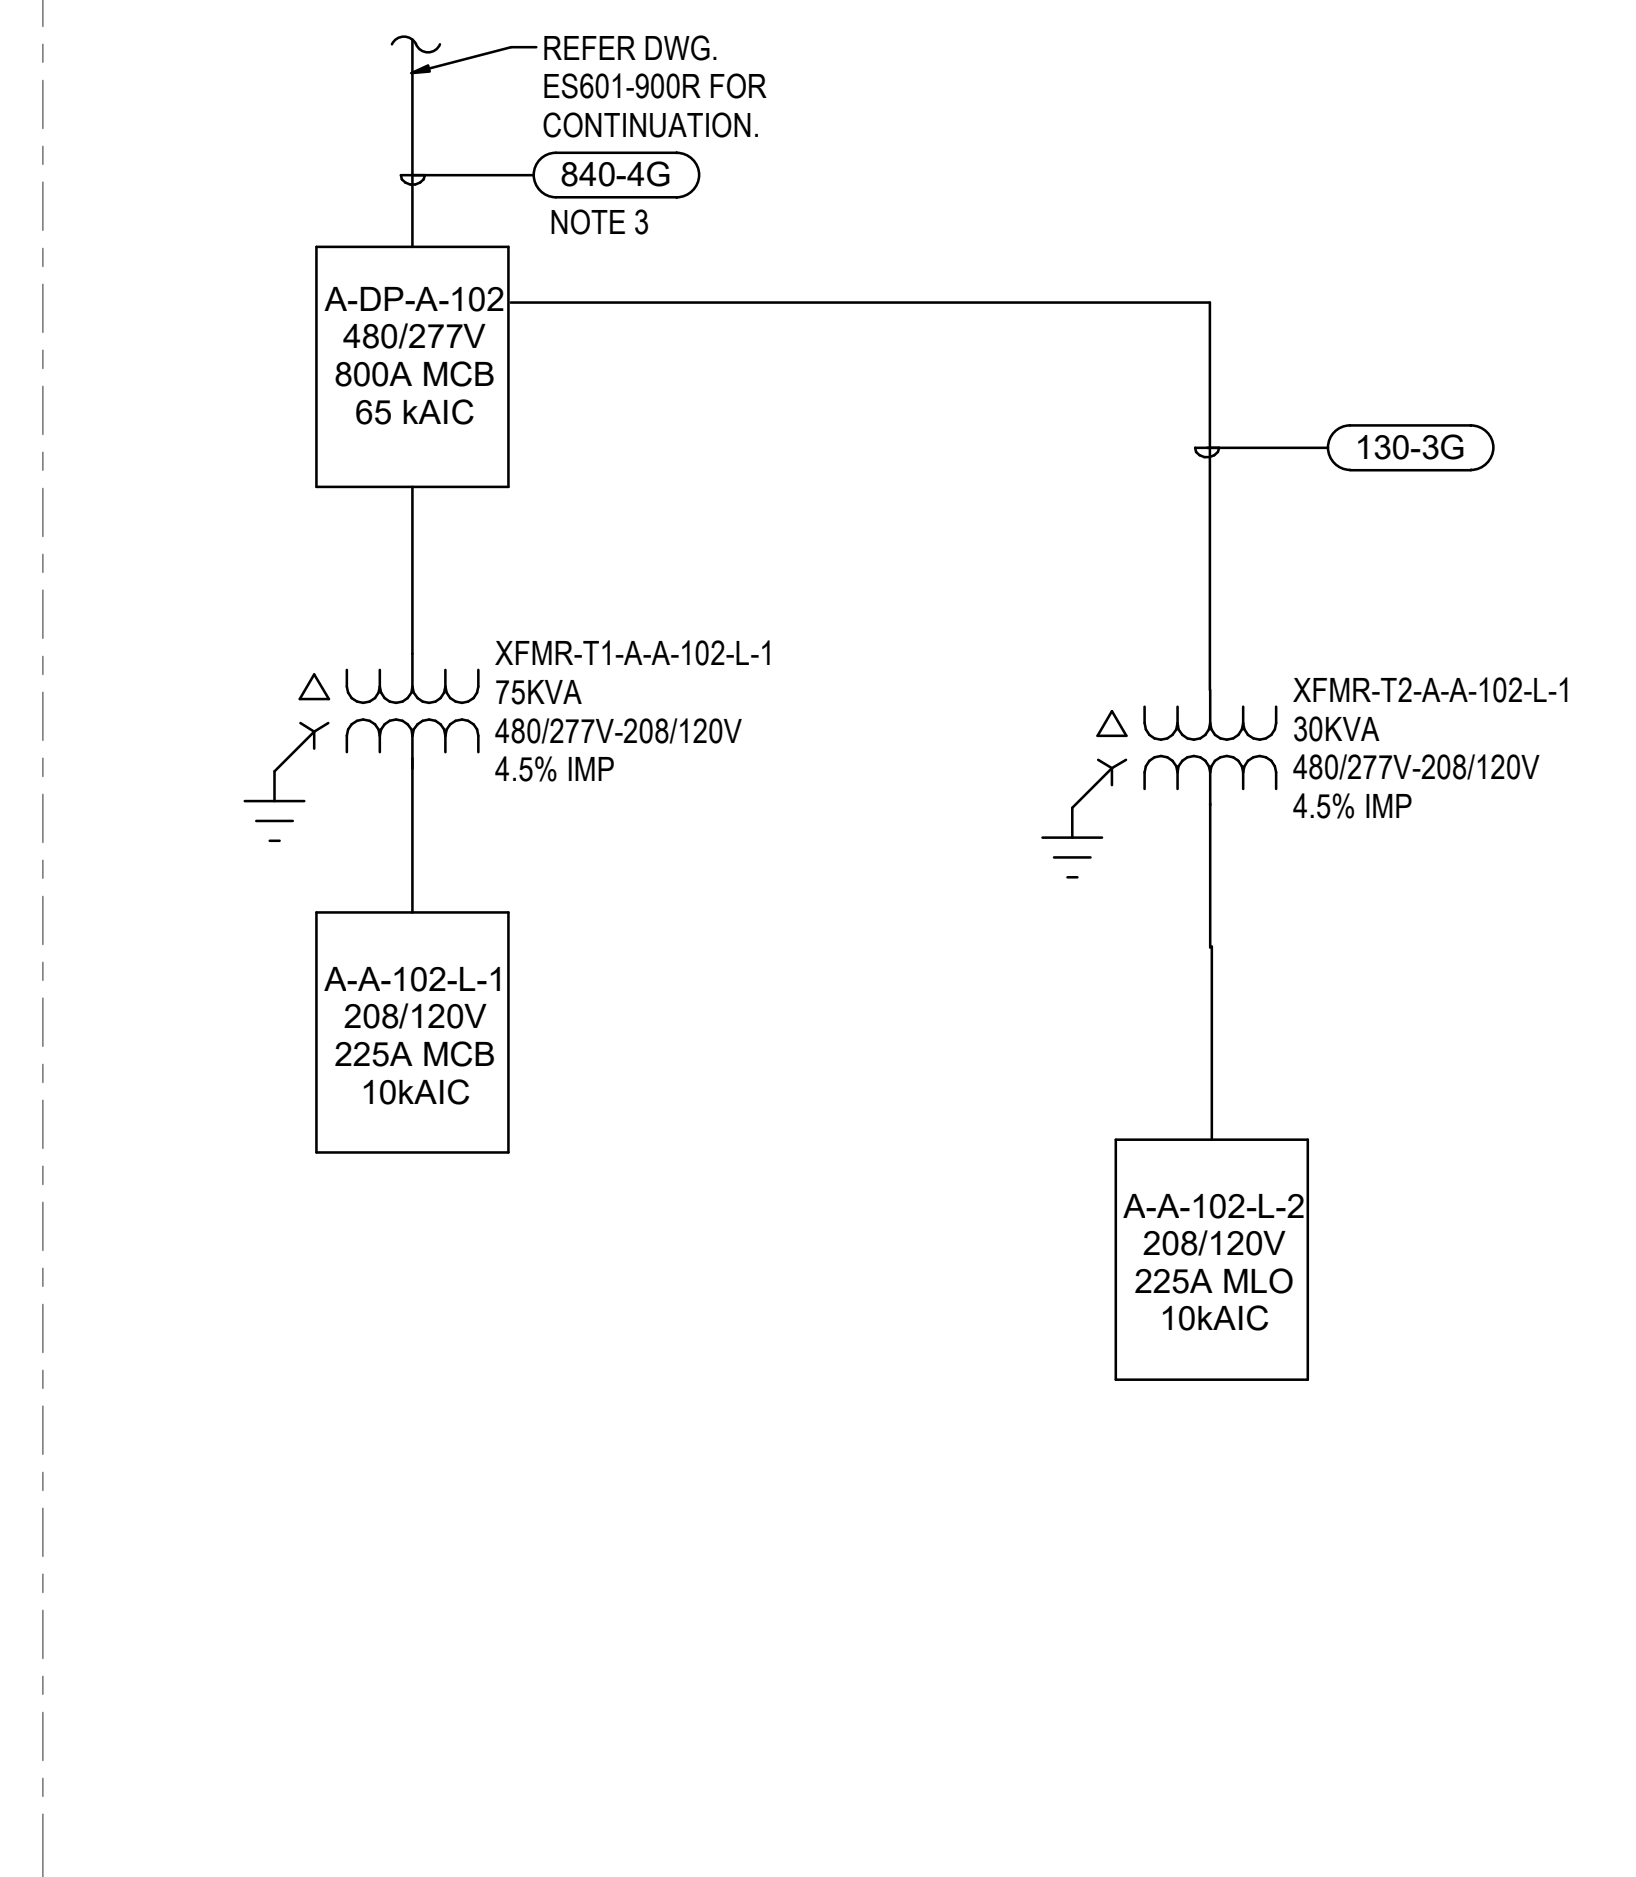 REFER DWG.
ES601-900R FOR
CONTINUATION.
840-4G
NOTE 3
A-DP-A-102
480/277V
800A MCB
65 kAIC
130-3G
XFMR-T1-A-A-102-L-1
75KVA
480/277V-208/120V
4.5% IMP
XFMR-T2-A-A-102-L-1
30KVA
480/277V-208/120V
4.5% IMP
A-A-102-L-1
208/120V
225A MCB
10kAIC
A-A-102-L-2
208/120V
225A MLO
10kAIC